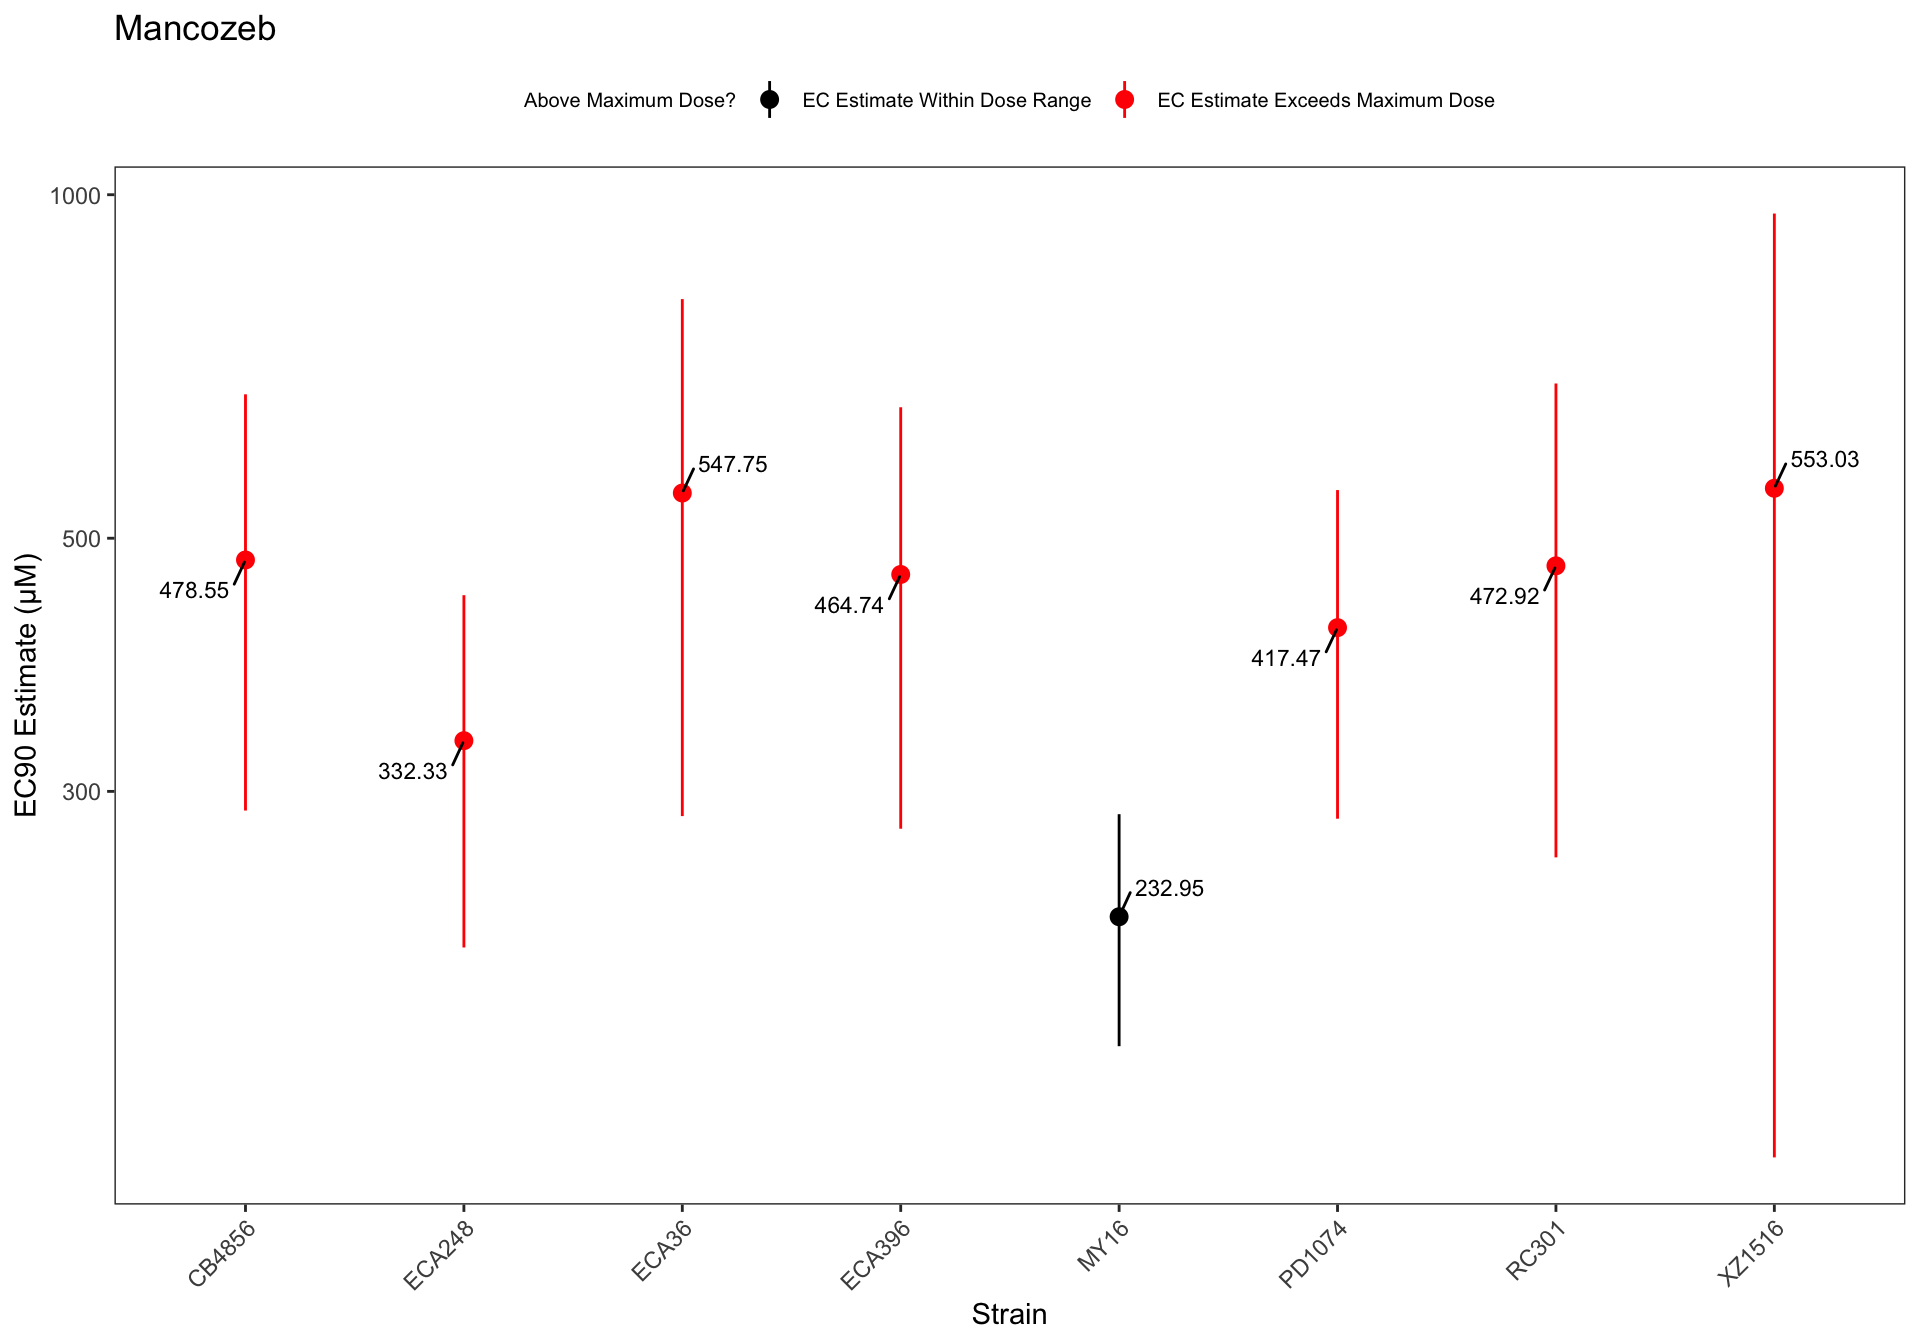 Mancozeb
Above Maximum Dose? EC Estimate Within Dose Range EC Estimate Exceeds Maximum Dose
EC90 Estimate (μM)
1000
500
300
478.55
332.33
547.75
464.74
232.95
417.47
472.92
553.03
CB4856
ECA248
ECA36
ECA396
MY16
PD1074
RC301
XZ1516
Strain